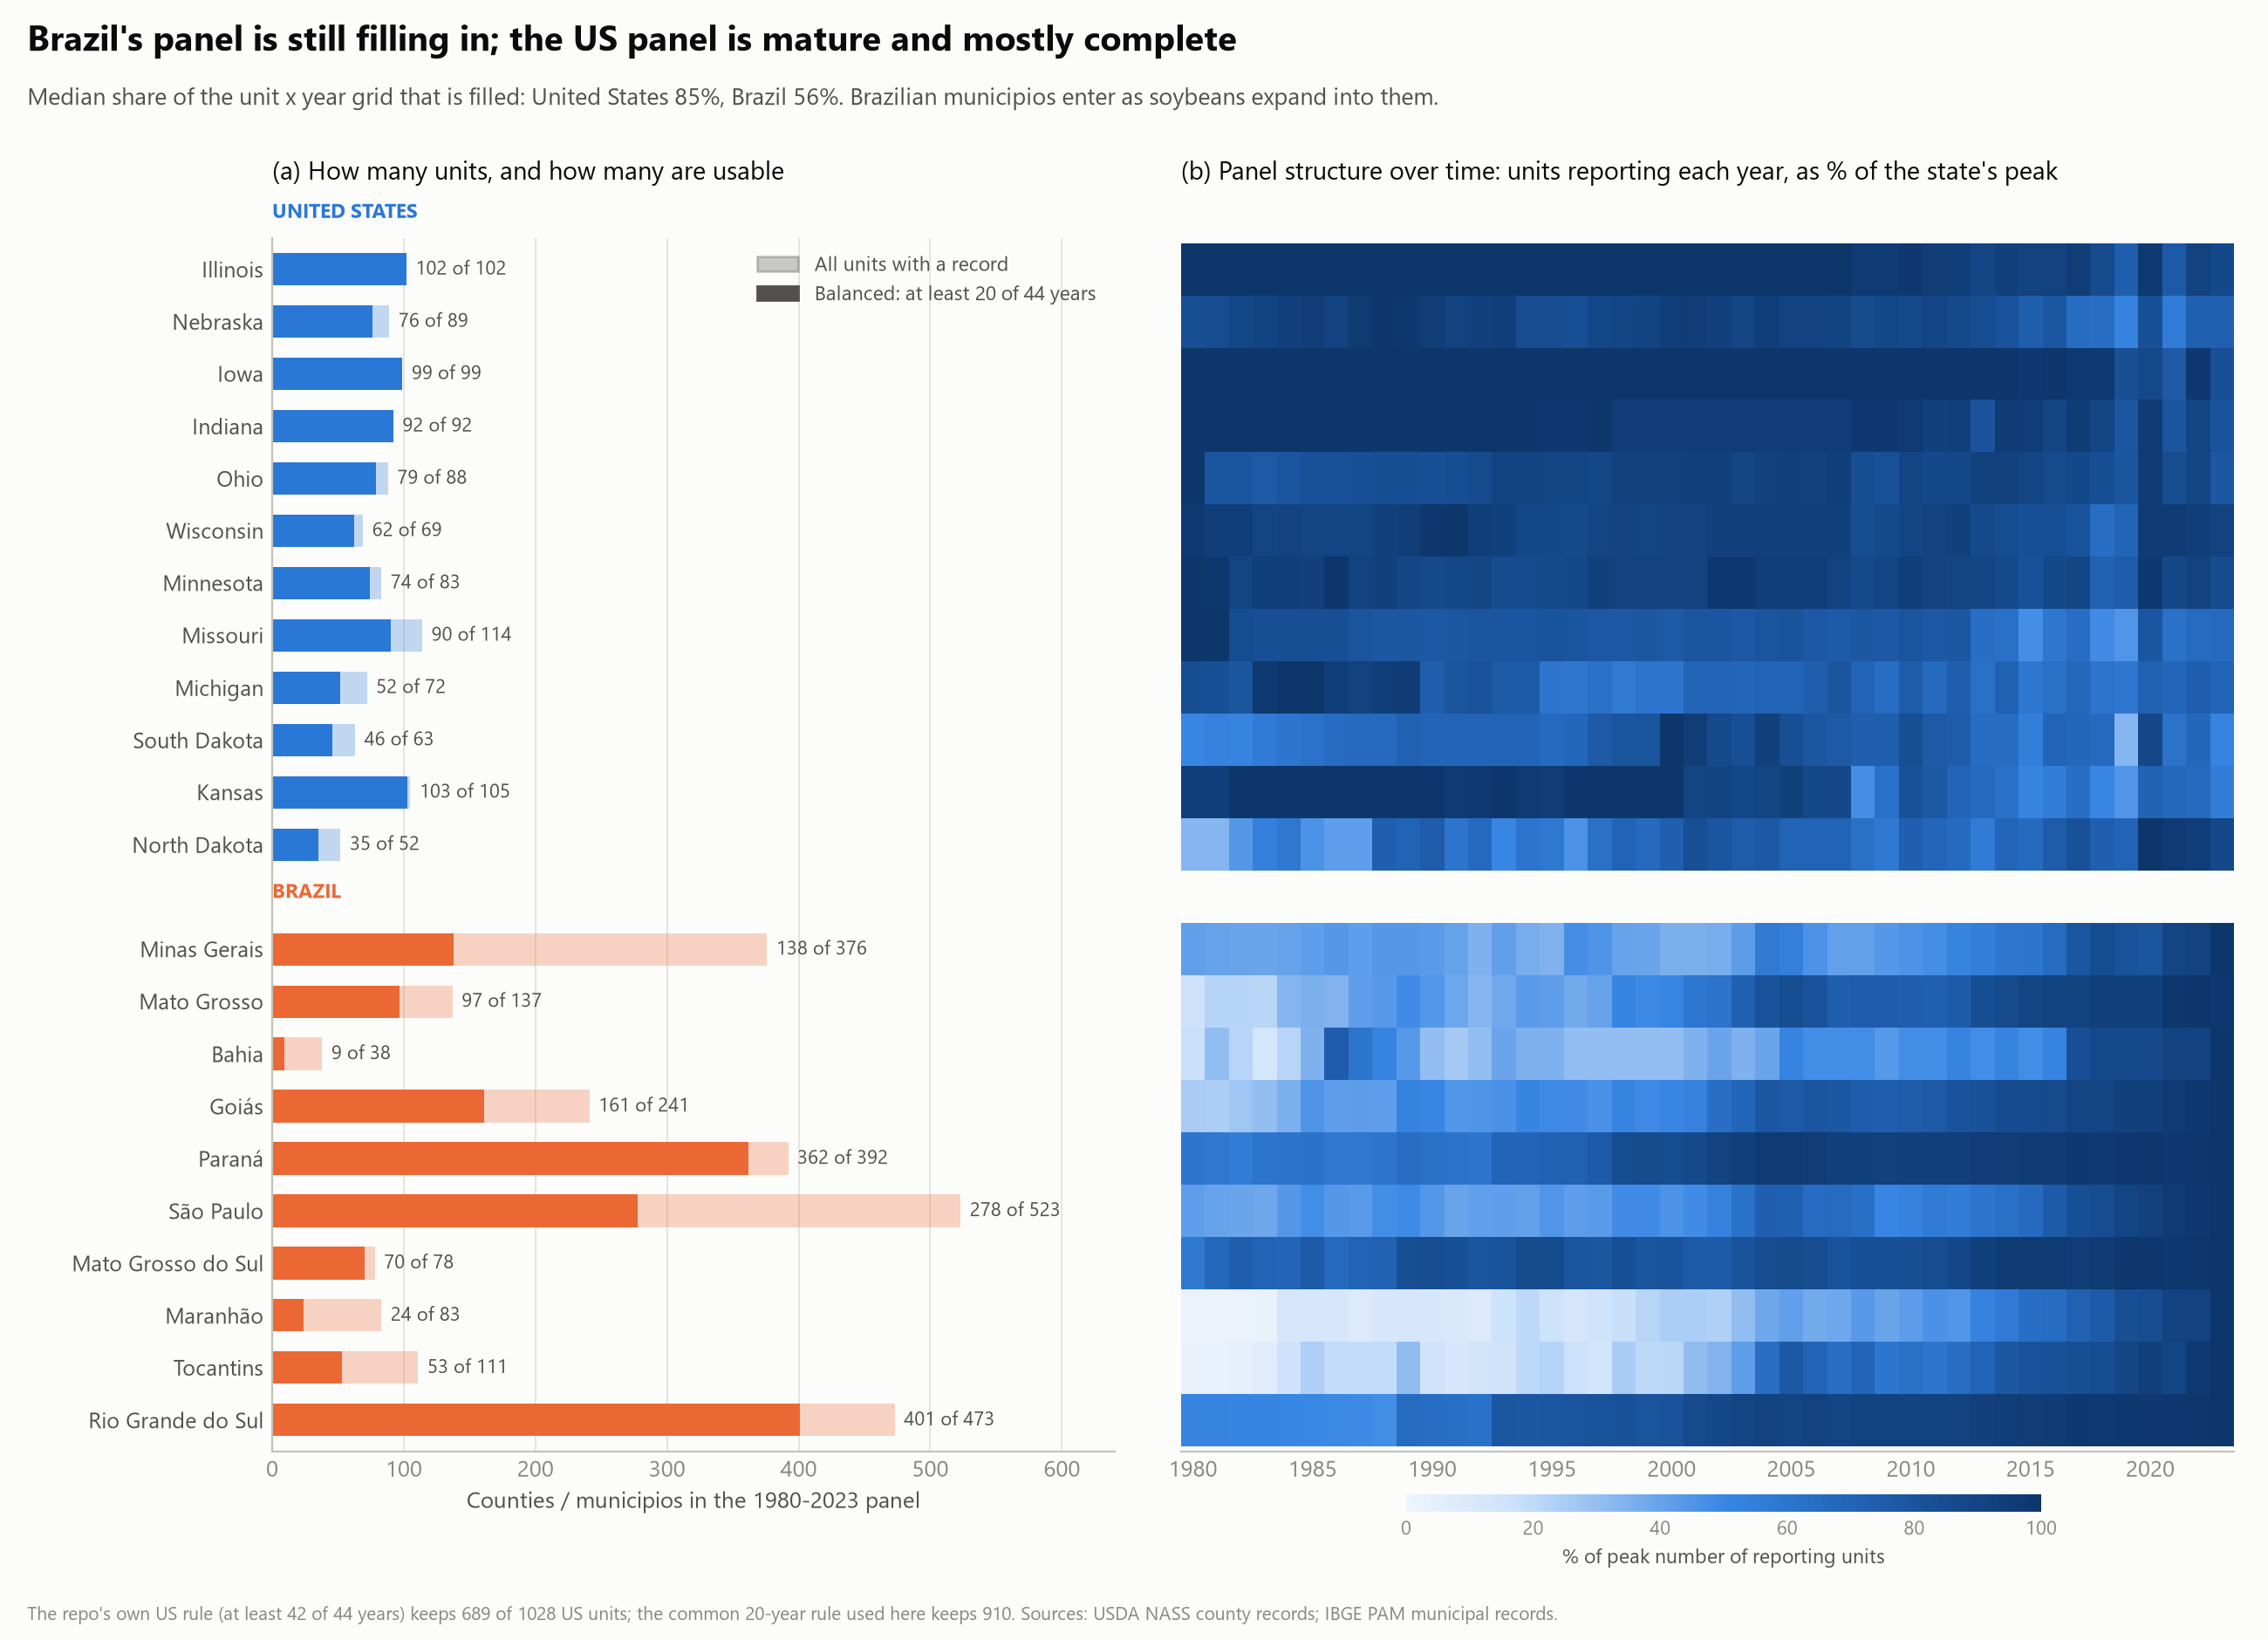 Brazil's panel is still filling in; the US panel is mature and mostly complete
Median share of the unit x year grid that is filled: United States 85%, Brazil 56%. Brazilian municipios enter as soybeans expand into them.
(a) How many units, and how many are usable
UNITED STATES
All units with a record
Balanced: at least 20 of 44 years
Illinois 102 of 102
Nebraska 76 of 89
Iowa 99 of 99
Indiana 92 of 92
Ohio 79 of 88
Wisconsin 62 of 69
Minnesota 74 of 83
Missouri 90 of 114
Michigan 52 of 72
South Dakota 46 of 63
Kansas 103 of 105
North Dakota 35 of 52
BRAZIL
Minas Gerais 138 of 376
Mato Grosso 97 of 137
Bahia 9 of 38
Goiás 161 of 241
Paraná 362 of 392
São Paulo 278 of 523
Mato Grosso do Sul 70 of 78
Maranhão 24 of 83
Tocantins 53 of 111
Rio Grande do Sul 401 of 473
0 100 200 300 400 500 600
Counties / municipios in the 1980-2023 panel
(b) Panel structure over time: units reporting each year, as % of the state's peak
1980 1985 1990 1995 2000 2005 2010 2015 2020
0 20 40 60 80 100
% of peak number of reporting units
The repo's own US rule (at least 42 of 44 years) keeps 689 of 1028 US units; the common 20-year rule used here keeps 910. Sources: USDA NASS county records; IBGE PAM municipal records.